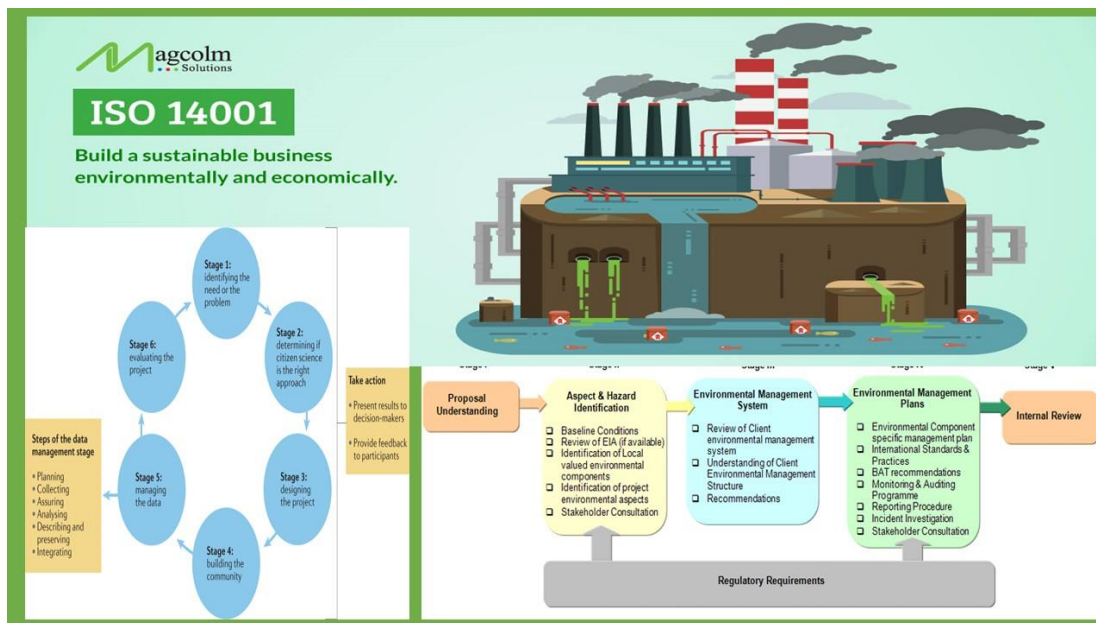 Magcolm
Solutions
ISO 14001
Build a sustainable business
environmentally and economically.
Stage 1:
identifying the
need or the
problem
Stage 2:
determining if
citizen science
is the right
approach
Stage 3:
designing
the project
Stage 4:
building the
community
Stage 5:
managing
the data
Stage 6:
evaluating the
project
Steps of the data
management stage
• Planning
• Collecting
• Assuring
• Analysing
• Describing and
preserving
• Integrating
Take action
• Present results to
decision-makers
• Provide feedback
to participants
Proposal
Understanding
Aspect & Hazard
Identification
❑ Baseline Conditions
❑ Review of EIA (if available)
❑ Identification of Local
valued environmental
components
❑ Identification of project
environmental aspects
❑ Stakeholder Consultation
Environmental Management
System
❑ Review of Client
environmental management
system
❑ Understanding of Client
Environmental Management
Structure
❑ Recommendations
Environmental Management
Plans
❑ Environmental Component
specific management plan
❑ International Standards &
Practices
❑ BAT recommendations
❑ Monitoring & Auditing
Programme
❑ Reporting Procedure
❑ Incident Investigation
❑ Stakeholder Consultation
Internal Review
Regulatory Requirements